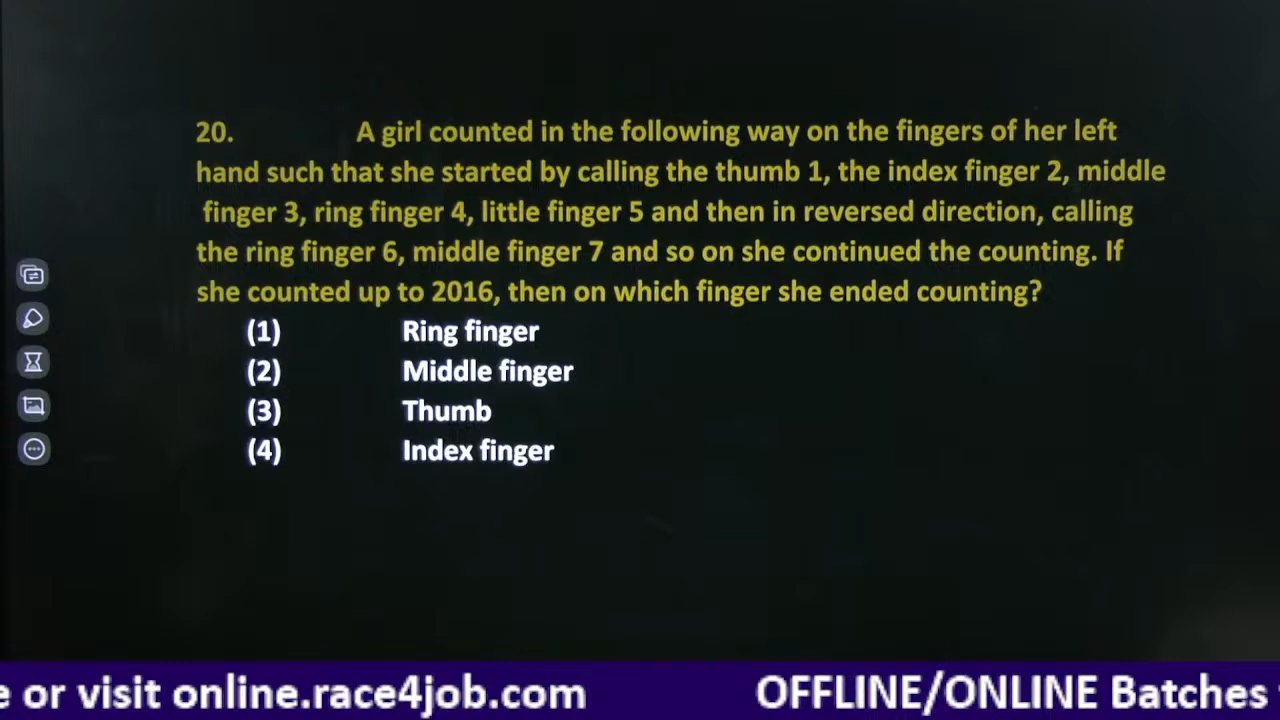 20. A girl counted in the following way on the fingers of her left
hand such that she started by calling the thumb 1, the index finger 2, middle
finger 3, ring finger 4, little finger 5 and then in reversed direction, calling
the ring finger 6, middle finger 7 and so on she continued the counting. If
she counted up to 2016, then on which finger she ended counting?
(1) Ring finger
(2) Middle finger
(3) Thumb
(4) Index finger
e or visit online.race4job.com OFFLINE/ONLINE Batches